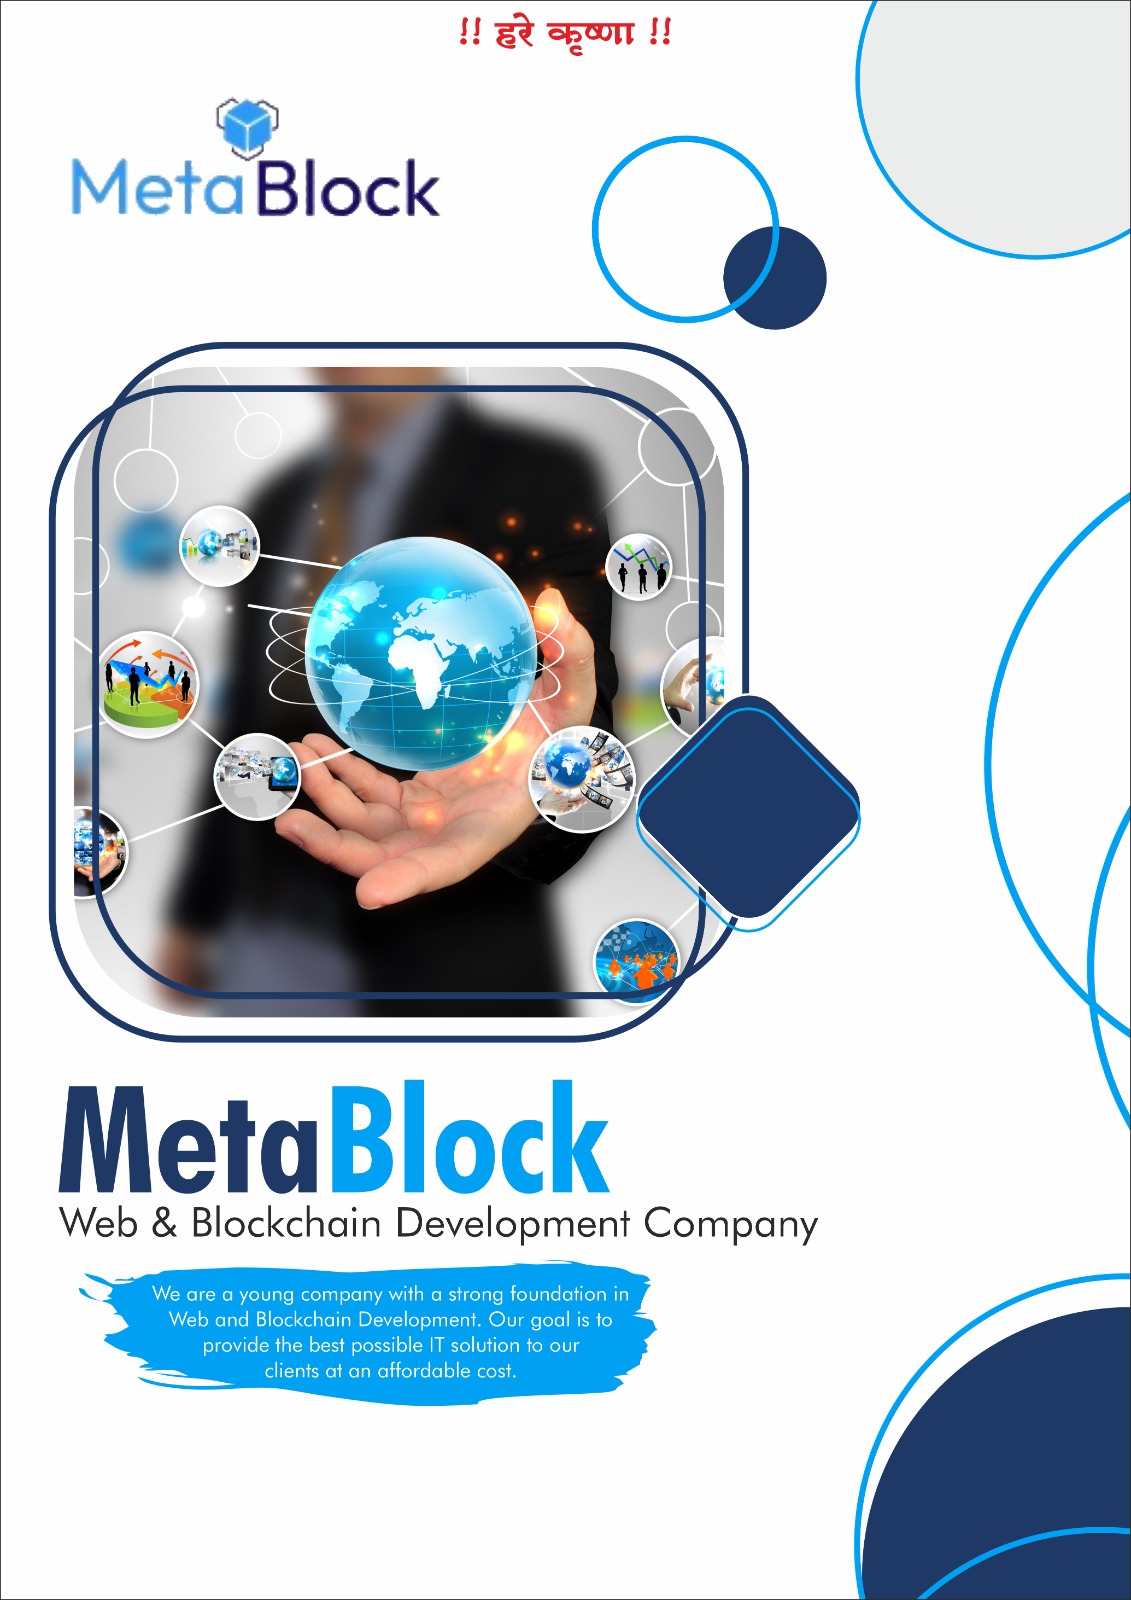 !! हरे कृष्णा !!
MetaBlock
MetaBlock
Web & Blockchain Development Company
We are a young company with a strong foundation in
Web and Blockchain Development. Our goal is to
provide the best possible IT solution to our
clients at an affordable cost.